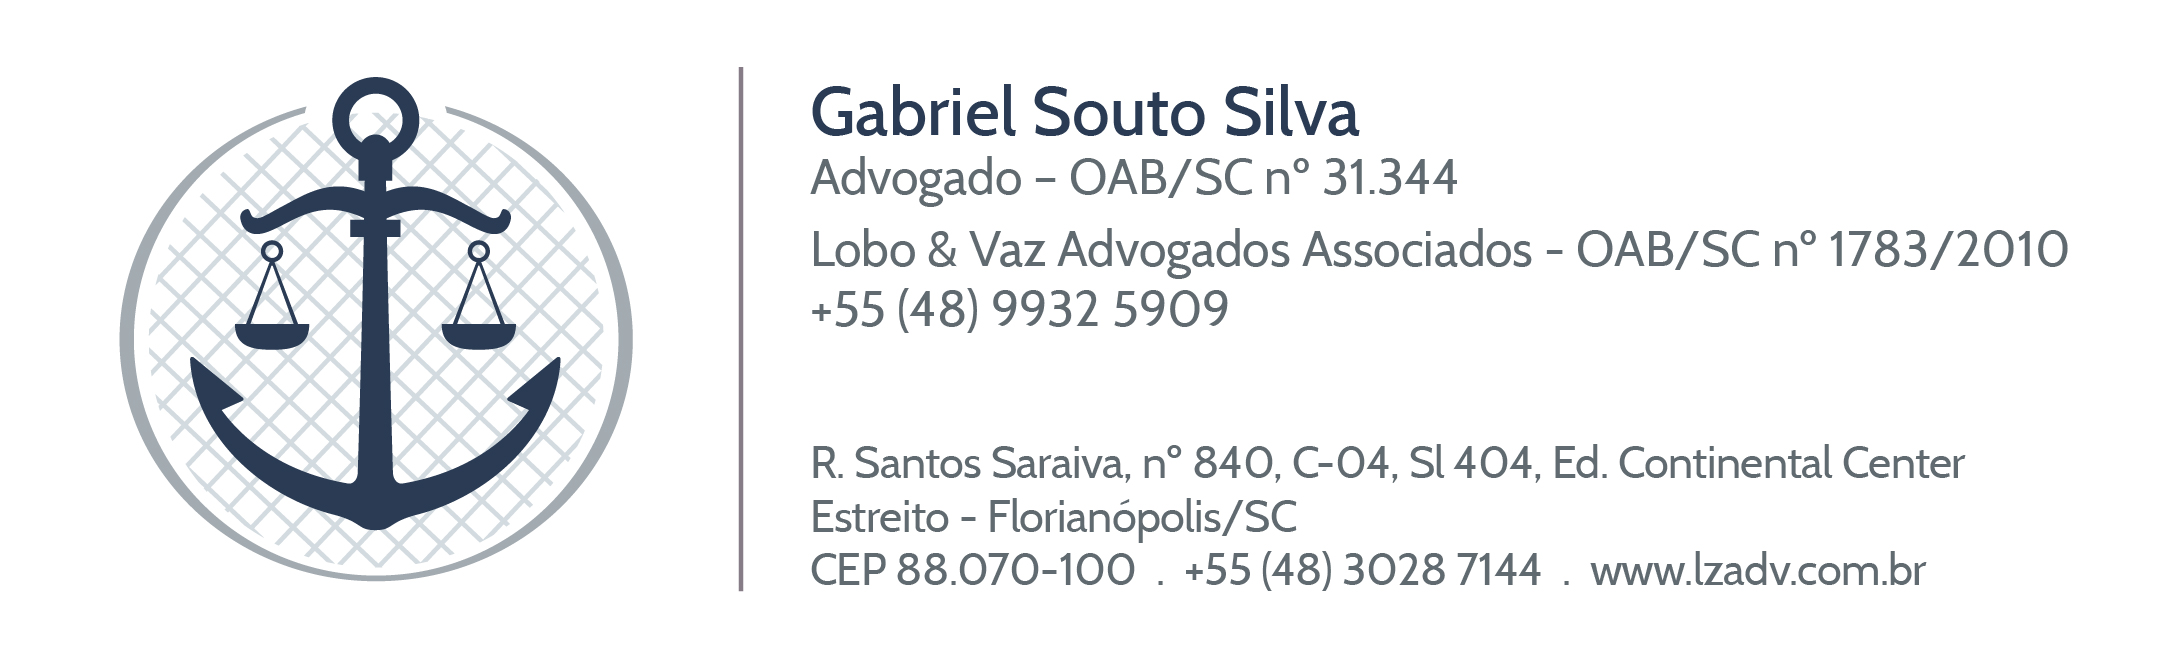 Gabriel Souto Silva
Advogado – OAB/SC nº 31.344
Lobo & Vaz Advogados Associados - OAB/SC nº 1783/2010
+55 (48) 9932 5909
R. Santos Saraiva, nº 840, C-04, Sl 404, Ed. Continental Center
Estreito - Florianópolis/SC
CEP 88.070-100 . +55 (48) 3028 7144 . www.lzadv.com.br